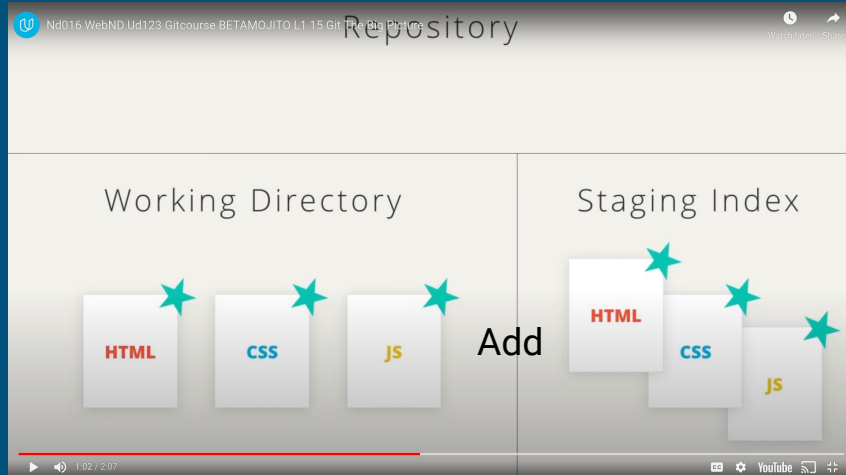 Nd016 WebND Ud123 Gitcourse BETAMOJITO L1 15 Git The Big Picture
Repository
Watch later Share
Working Directory
Staging Index
HTML
CSS
JS
Add
HTML
CSS
JS
1:02 / 2:07
CC
YouTube